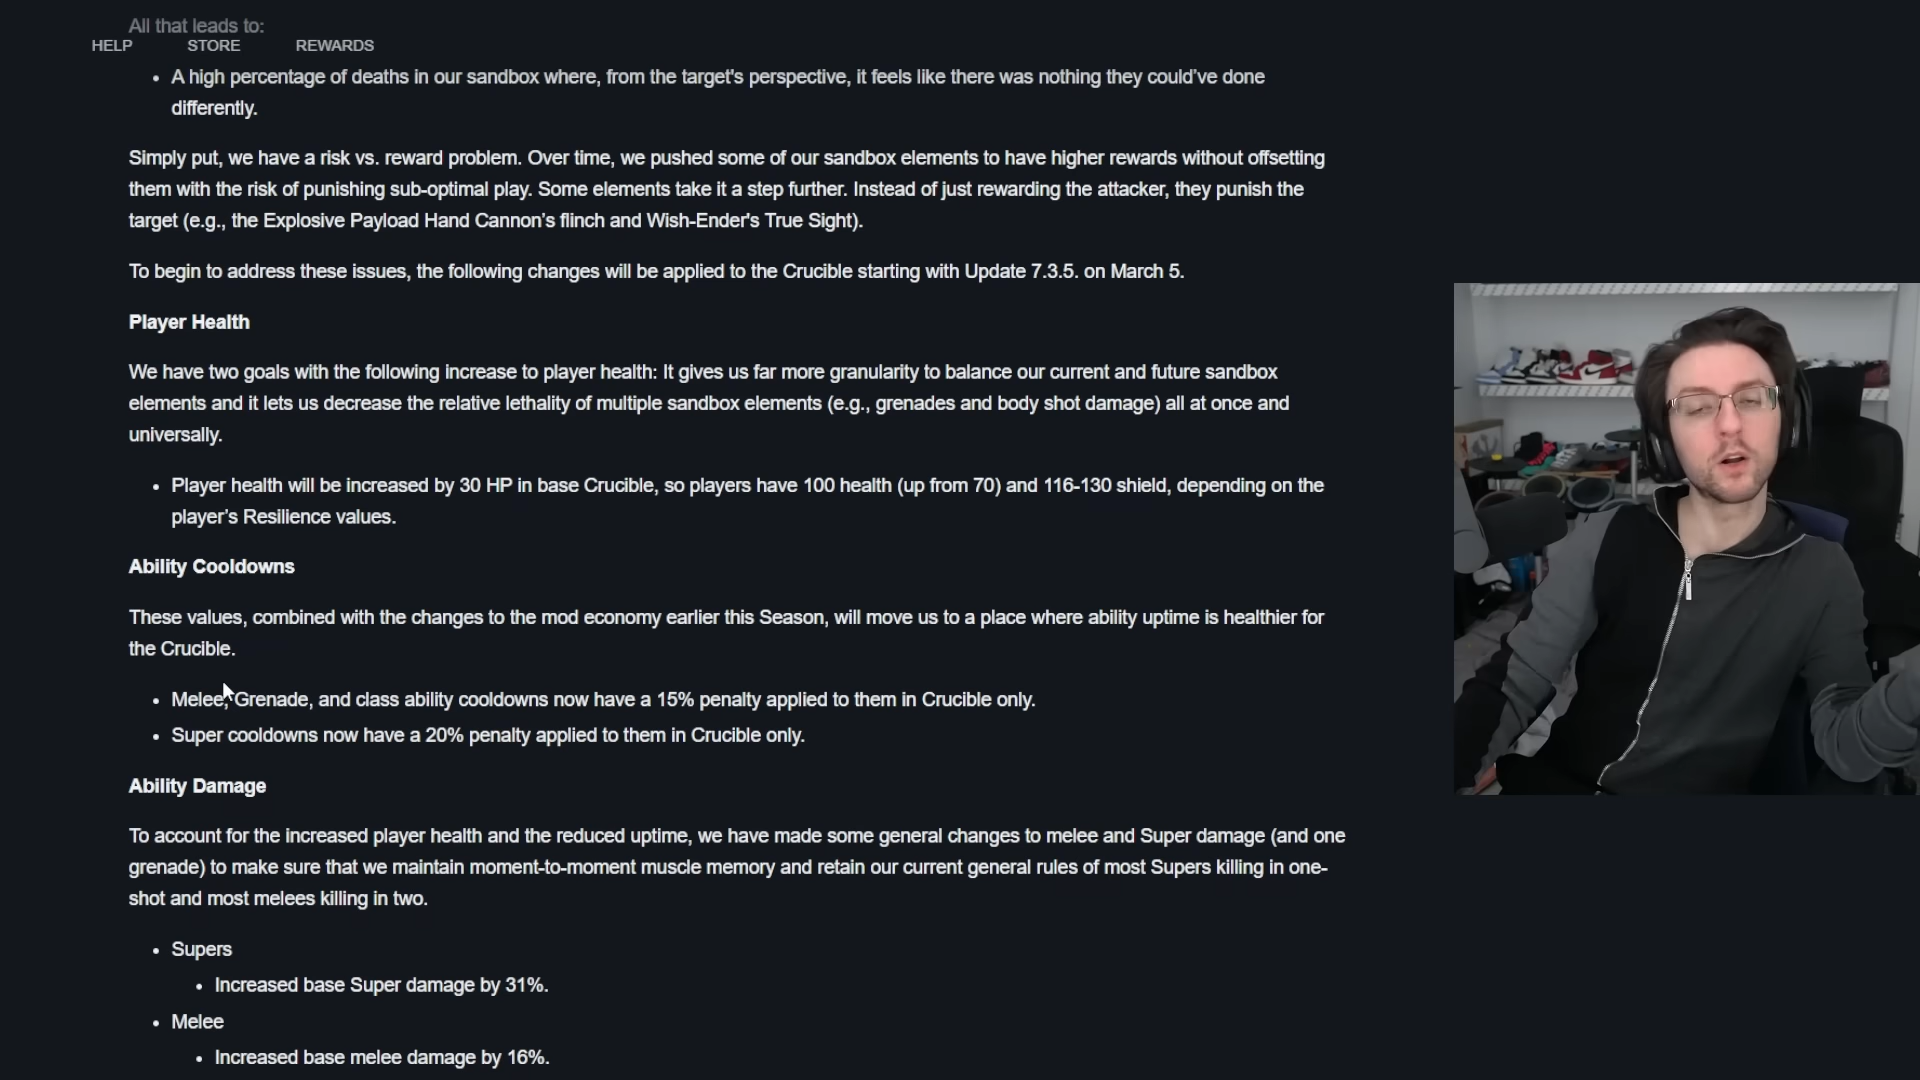 All that leads to:
HELP STORE REWARDS
• A high percentage of deaths in our sandbox where, from the target's perspective, it feels like there was nothing they could've done
differently.
Simply put, we have a risk vs. reward problem. Over time, we pushed some of our sandbox elements to have higher rewards without offsetting
them with the risk of punishing sub-optimal play. Some elements take it a step further. Instead of just rewarding the attacker, they punish the
target (e.g., the Explosive Payload Hand Cannon's flinch and Wish-Ender's True Sight).
To begin to address these issues, the following changes will be applied to the Crucible starting with Update 7.3.5. on March 5.
Player Health
We have two goals with the following increase to player health: It gives us far more granularity to balance our current and future sandbox
elements and it lets us decrease the relative lethality of multiple sandbox elements (e.g., grenades and body shot damage) all at once and
universally.
• Player health will be increased by 30 HP in base Crucible, so players have 100 health (up from 70) and 116-130 shield, depending on the
player's Resilience values.
Ability Cooldowns
These values, combined with the changes to the mod economy earlier this Season, will move us to a place where ability uptime is healthier for
the Crucible.
• Melee, Grenade, and class ability cooldowns now have a 15% penalty applied to them in Crucible only.
• Super cooldowns now have a 20% penalty applied to them in Crucible only.
Ability Damage
To account for the increased player health and the reduced uptime, we have made some general changes to melee and Super damage (and one
grenade) to make sure that we maintain moment-to-moment muscle memory and retain our current general rules of most Supers killing in one-
shot and most melees killing in two.
• Supers
• Increased base Super damage by 31%.
• Melee
• Increased base melee damage by 16%.